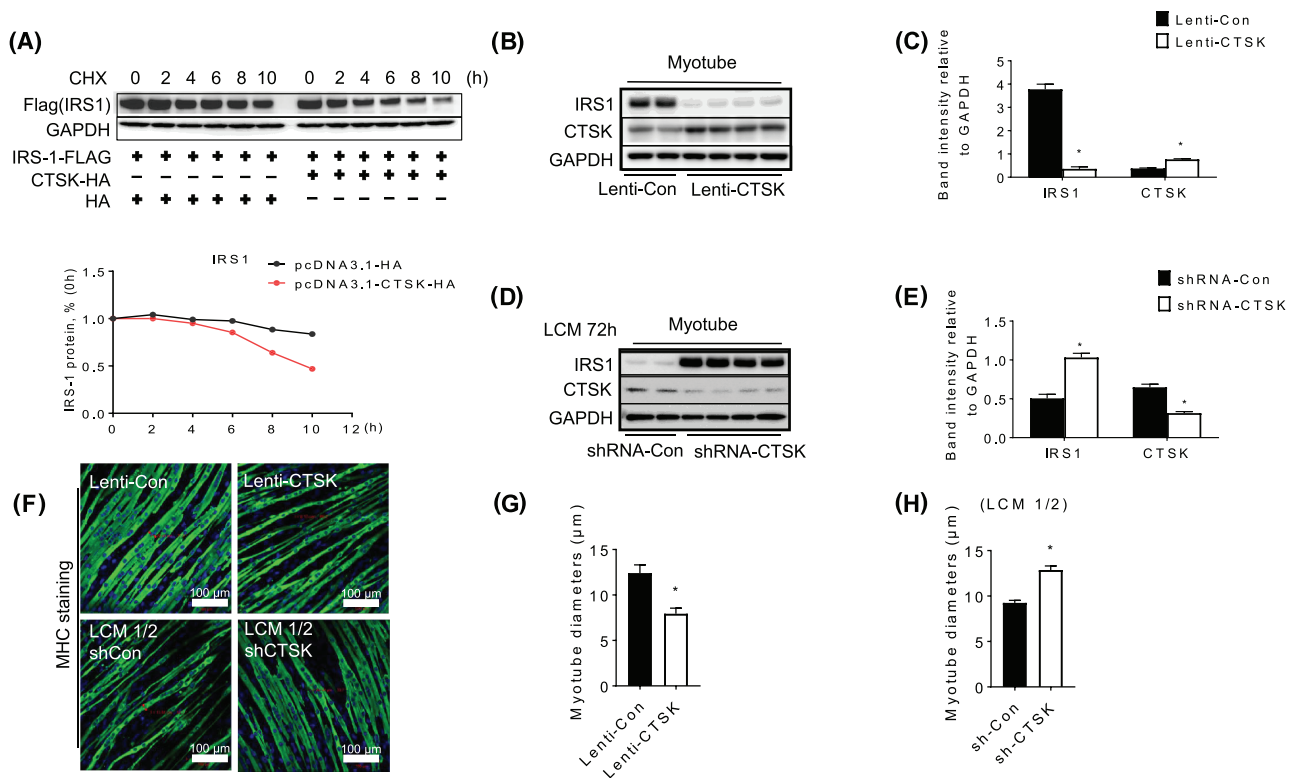 (A)
CHX 0 2 4 6 8 10 0 2 4 6 8 10 (h)
Flag(IRS1)
GAPDH
IRS-1-FLAG + + + + + + + + + + + +
CTSK-HA − − − − − − + + + + + +
HA + + + + + + − − − − − −
IRS1
pcDNA3.1-HA
pcDNA3.1-CTSK-HA
IRS-1 protein, % (0h)
1.5
1.0
0.5
0.0
0 2 4 6 8 10 12 (h)
(B)
Myotube
IRS1
CTSK
GAPDH
Lenti-Con Lenti-CTSK
(C)
Lenti-Con
Lenti-CTSK
Band intensity relative
to GAPDH
5
4
3
2
1
0
* *
IRS1 CTSK
(D)
LCM 72h Myotube
IRS1
CTSK
GAPDH
shRNA-Con shRNA-CTSK
(E)
shRNA-Con
shRNA-CTSK
Band intensity relative
to GAPDH
1.5
1.0
0.5
0.0
* *
IRS1 CTSK
(F)
MHC staining
Lenti-Con
100 µm
Lenti-CTSK
100 µm
LCM 1/2
shCon
100 µm
LCM 1/2
shCTSK
100 µm
(G)
Myotube diameters (µm)
15
10
5
0
*
Lenti-Con
Lenti-CTSK
(H)
(LCM 1/2)
Myotube diameters (µm)
15
10
5
0
*
sh-Con
sh-CTSK